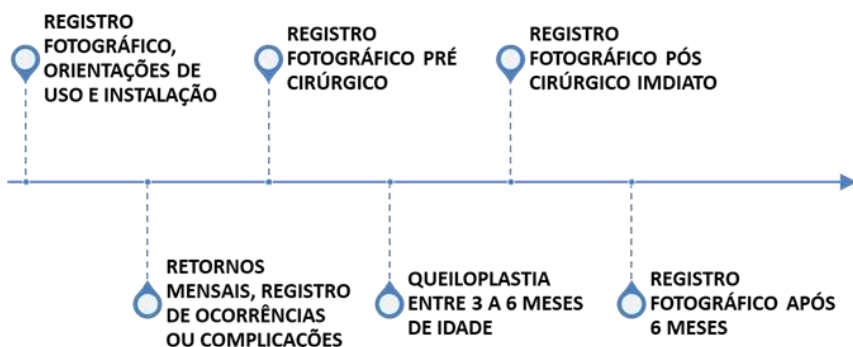 REGISTRO
FOTOGRÁFICO,
ORIENTAÇÕES DE
USO E INSTALAÇÃO
RETORNOS
MENSAIS, REGISTRO
DE OCORRÊNCIAS
OU COMPLICAÇÕES
REGISTRO
FOTOGRÁFICO PRÉ
CIRÚRGICO
QUEILOPLASTIA
ENTRE 3 A 6 MESES
DE IDADE
REGISTRO
FOTOGRÁFICO PÓS
CIRÚRGICO IMDIATO
REGISTRO
FOTOGRÁFICO APÓS
6 MESES